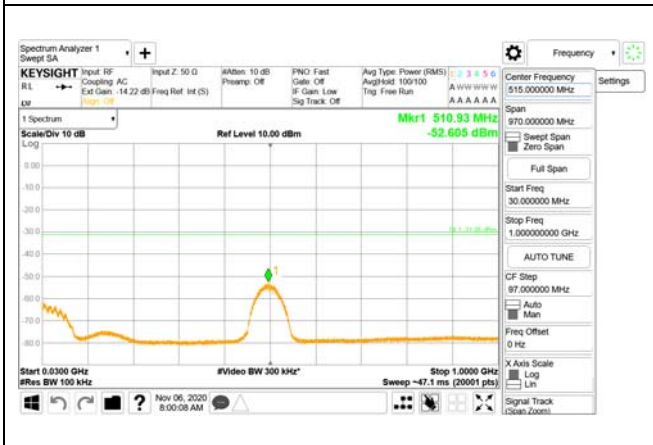 Spectrum Analyzer 1
Swept SA
Frequency
KEYSIGHT Input: RF Input Z: 50 Ω #Atten: 10 dB PNO: Fast Avg Type: Power (RMS) 1 2 3 4 5 6
RL Coupling: AC Preamp: Off Gate: Off Avg|Hold: 100/100 A W W W W W
Ext Gain: -14.22 dB Freq Ref: Int (S) IF Gain: Low Trig: Free Run
Align: Off Sig Track: Off A A A A A A
Center Frequency
515.000000 MHz
Settings
Span
970.000000 MHz
Swept Span
Zero Span
Full Span
Start Freq
30.000000 MHz
Stop Freq
1.000000000 GHz
AUTO TUNE
CF Step
97.000000 MHz
Auto
Man
Freq Offset
0 Hz
X Axis Scale
Log
Lin
Signal Track
(Span Zoom)
1 Spectrum
Mkr1 510.93 MHz
Scale/Div 10 dB Ref Level 10.00 dBm -52.605 dBm
Log
0.00
-10.0
-20.0
-30.0
-40.0
-50.0
-60.0
-70.0
-80.0
1
Start 0.0300 GHz #Video BW 300 kHz* Stop 1.0000 GHz
#Res BW 100 kHz Sweep ~47.1 ms (20001 pts)
Nov 06, 2020
8:00:08 AM